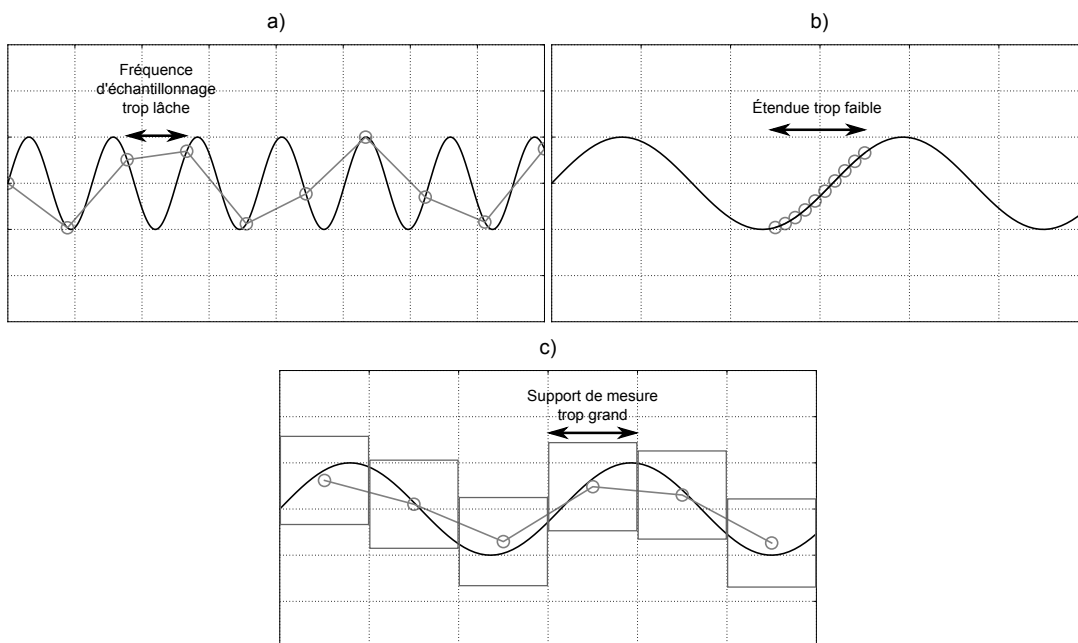 a)
Fréquence
d'échantillonnage
trop lâche
b)
Étendue trop faible
c)
Support de mesure
trop grand